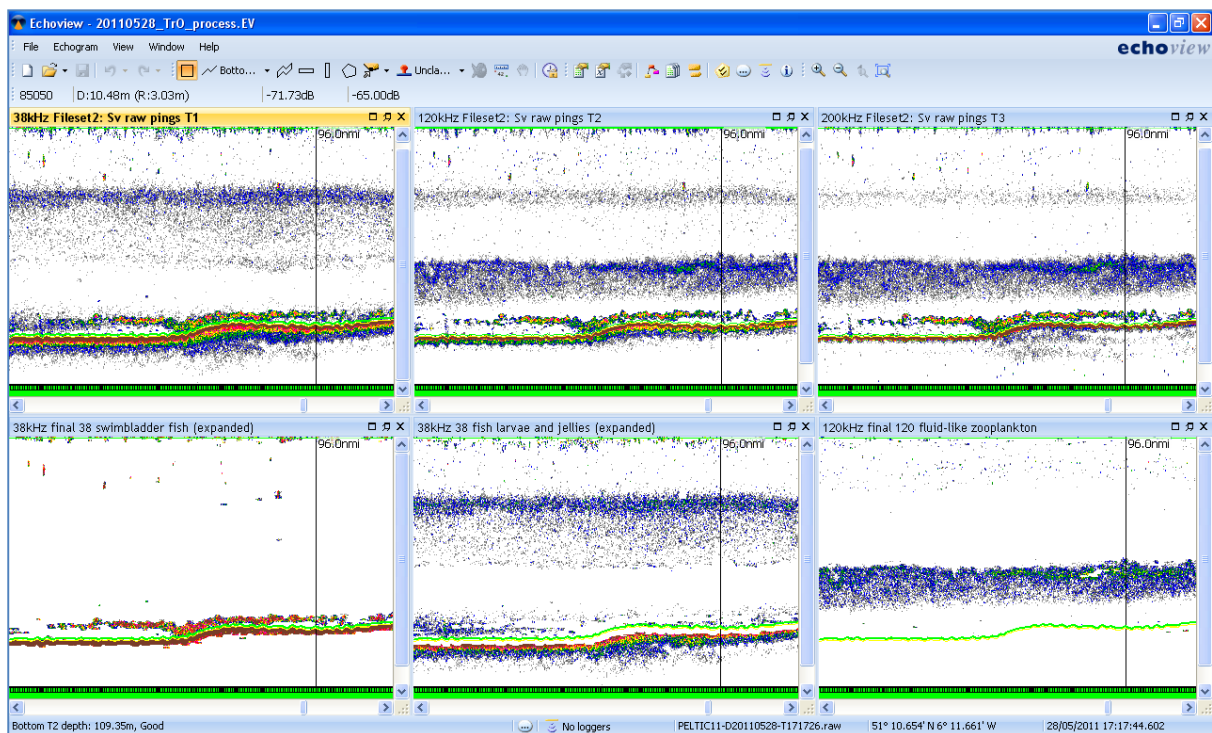 Echoview - 20110528_TrO_process.EV
File Echogram View Window Help
echoview
Botto... Uncla...
85050 D:10.48m (R:3.03m) -71.73dB -65.00dB
38kHz Fileset2: Sv raw pings T1 120kHz Fileset2: Sv raw pings T2 200kHz Fileset2: Sv raw pings T3
96.0nmi 96.0nmi 96.0nmi
38kHz final 38 swimbladder fish (expanded) 38kHz 38 fish larvae and jellies (expanded) 120kHz final 120 fluid-like zooplankton
96.0nmi 96.0nmi 96.0nmi
Bottom T2 depth: 109.35m, Good No loggers PELTIC11-D20110528-T171726.raw 51° 10.654' N 6° 11.661' W 28/05/2011 17:17:44.602